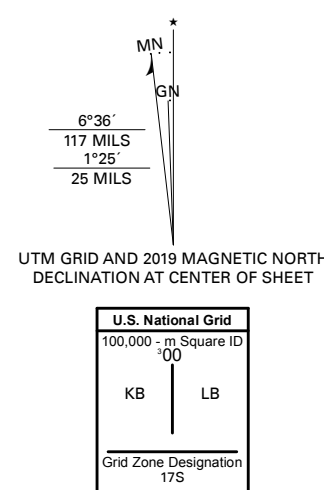 ★
MN
GN
6°36´
117 MILS
1°25´
25 MILS
UTM GRID AND 2019 MAGNETIC NORTH
DECLINATION AT CENTER OF SHEET
U.S. National Grid
100,000 - m Square ID
³00
KB LB
Grid Zone Designation
17S